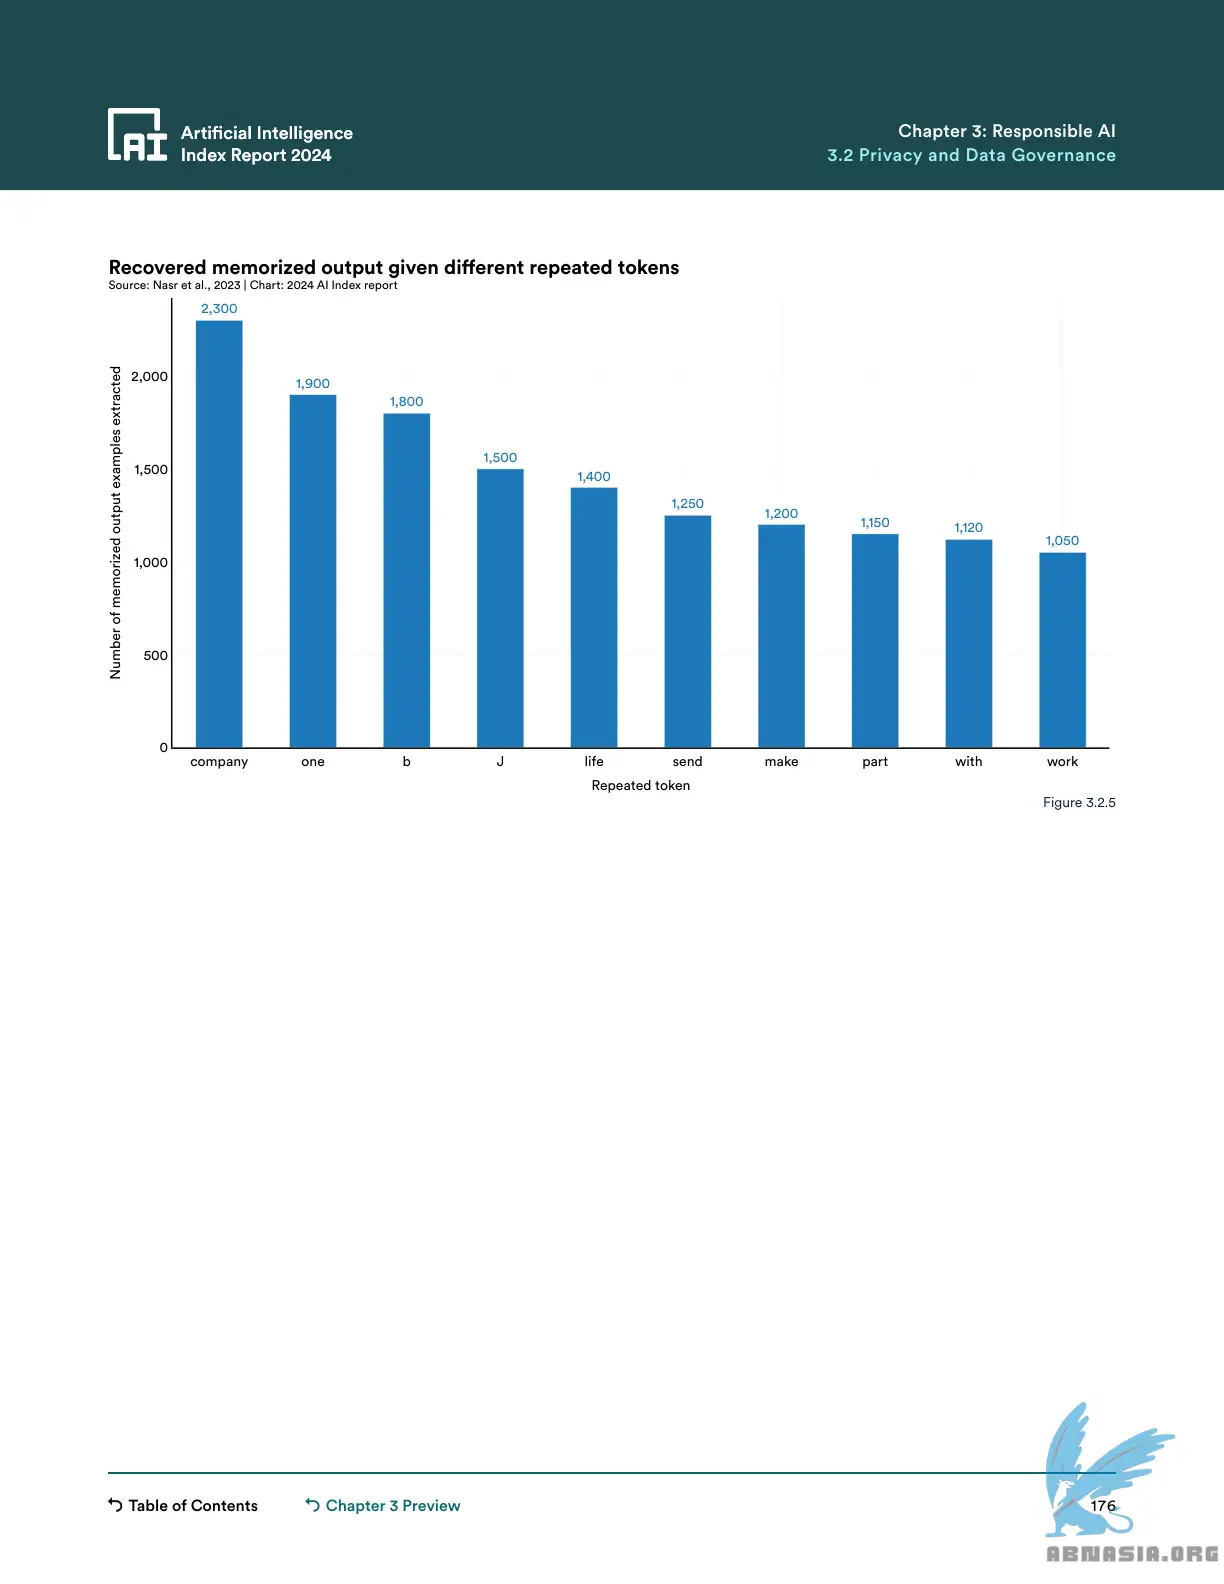 AI
Artificial Intelligence
Index Report 2024
Chapter 3: Responsible AI
3.2 Privacy and Data Governance
Recovered memorized output given different repeated tokens
Source: Nasr et al., 2023 | Chart: 2024 AI Index report
Number of memorized output examples extracted
2,000
1,500
1,000
500
0
2,300
1,900
1,800
1,500
1,400
1,250
1,200
1,150
1,120
1,050
company one b J life send make part with work
Repeated token
Figure 3.2.5
Table of Contents
Chapter 3 Preview
176
ABNASIA.ORG